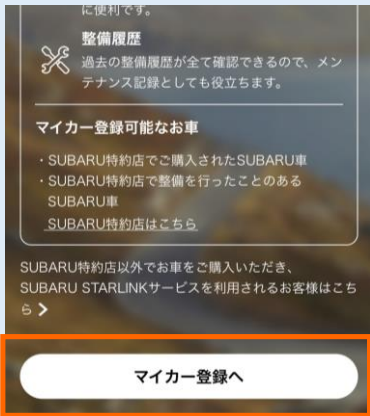 に便利です。
整備履歴
過去の整備履歴が全て確認できるので、メン
テナンス記録としても役立ちます。
マイカー登録可能なお車
・SUBARU特約店でご購入されたSUBARU車
・SUBARU特約店で整備を行ったことのある
SUBARU車
SUBARU特約店はこちら
SUBARU特約店以外でお車をご購入いただき、
SUBARU STARLINKサービスを利用されるお客様はこち
ら >
マイカー登録へ